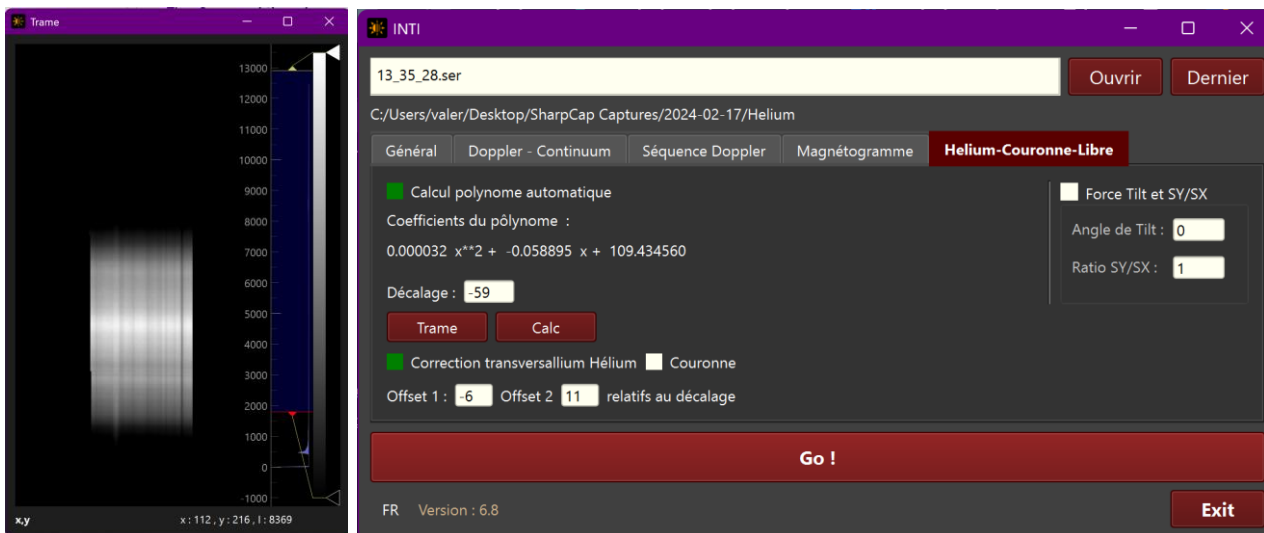 Trame
13000
12000
11000
10000
9000
8000
7000
6000
5000
4000
3000
2000
1000
0
-1000
x,y
x : 112 , y : 216 , I : 8369
INTI
13_35_28.ser
Ouvrir
Dernier
C:/Users/valer/Desktop/SharpCap Captures/2024-02-17/Helium
Général
Doppler - Continuum
Séquence Doppler
Magnétogramme
Helium-Couronne-Libre
Calcul polynome automatique
Coefficients du pôlynome :
0.000032 x**2 + -0.058895 x + 109.434560
Décalage : -59
Trame
Calc
Correction transversallium Hélium
Couronne
Offset 1 : -6 Offset 2 11 relatifs au décalage
Force Tilt et SY/SX
Angle de Tilt : 0
Ratio SY/SX : 1
Go !
FR Version : 6.8
Exit